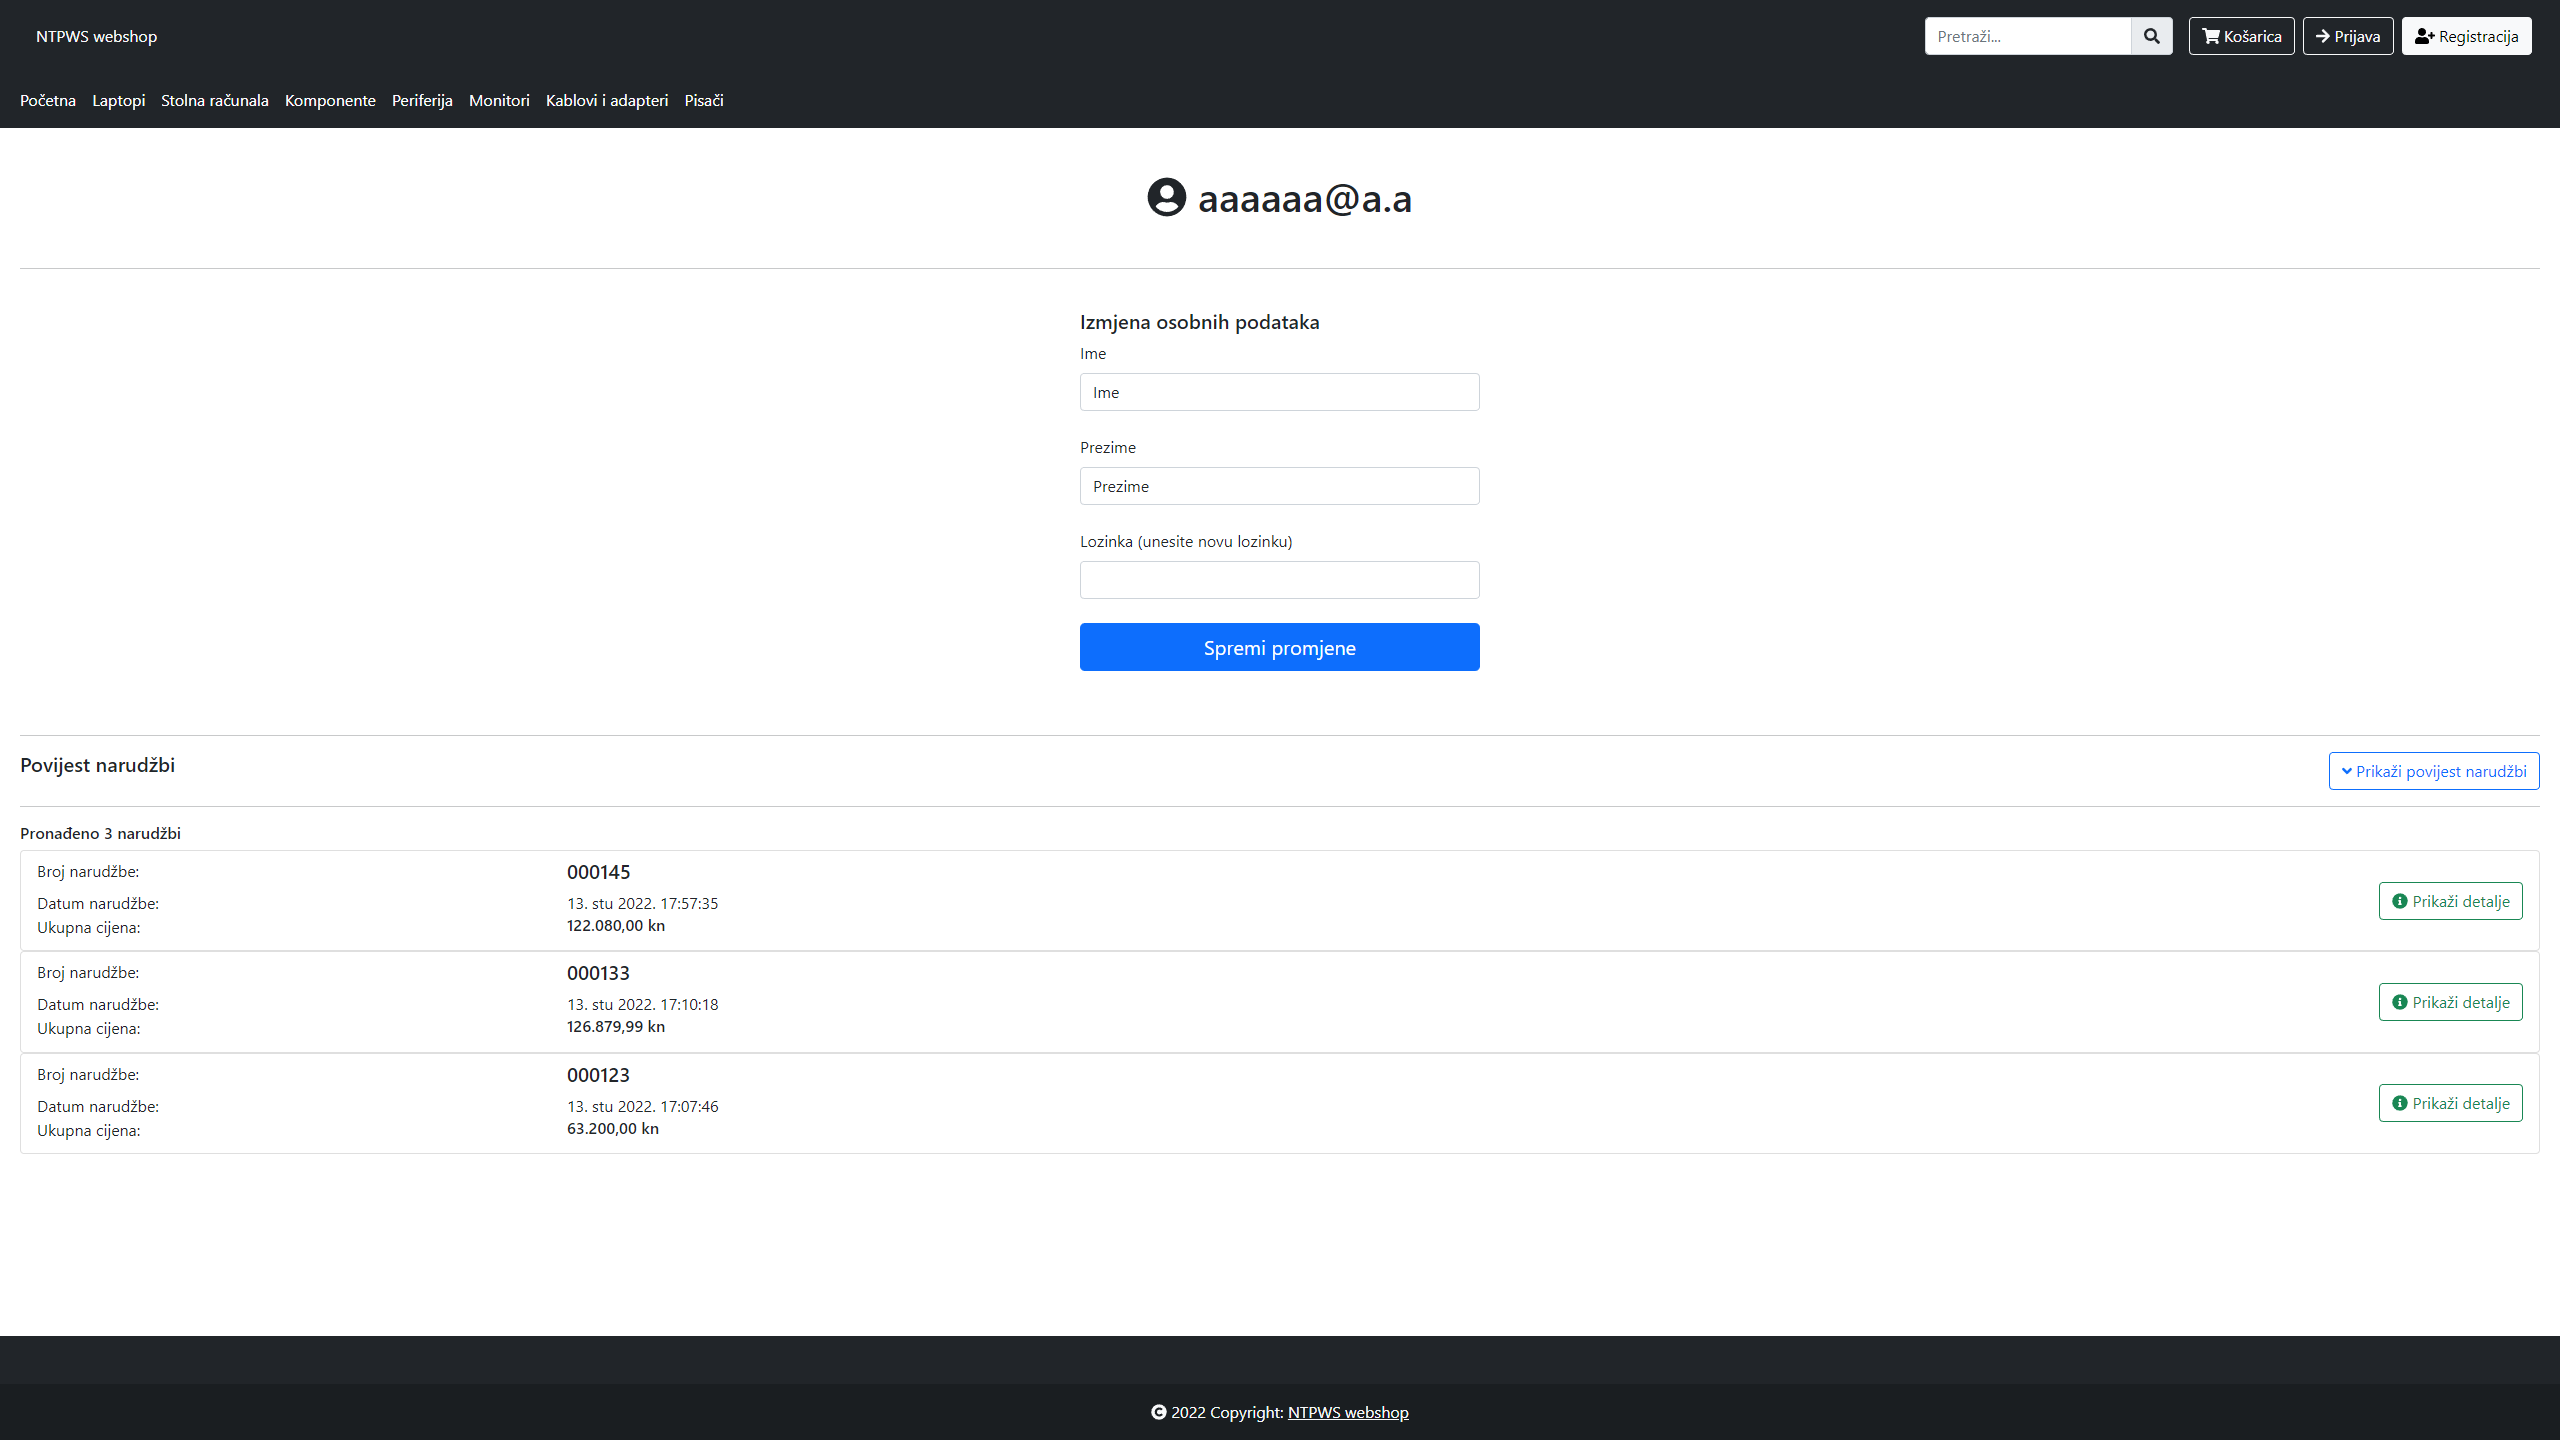 NTPWS webshop
Pretraži...
Košarica
Prijava
Registracija
Početna Laptopi Stolna računala Komponente Periferija Monitori Kablovi i adapteri Pisači
aaaaaa@a.a
Izmjena osobnih podataka
Ime
Ime
Prezime
Prezime
Lozinka (unesite novu lozinku)
Spremi promjene
Povijest narudžbi
Prikaži povijest narudžbi
Pronađeno 3 narudžbi
Broj narudžbe: 000145
Datum narudžbe: 13. stu 2022. 17:57:35
Ukupna cijena: 122.080,00 kn
Prikaži detalje
Broj narudžbe: 000133
Datum narudžbe: 13. stu 2022. 17:10:18
Ukupna cijena: 126.879,99 kn
Prikaži detalje
Broj narudžbe: 000123
Datum narudžbe: 13. stu 2022. 17:07:46
Ukupna cijena: 63.200,00 kn
Prikaži detalje
2022 Copyright: NTPWS webshop